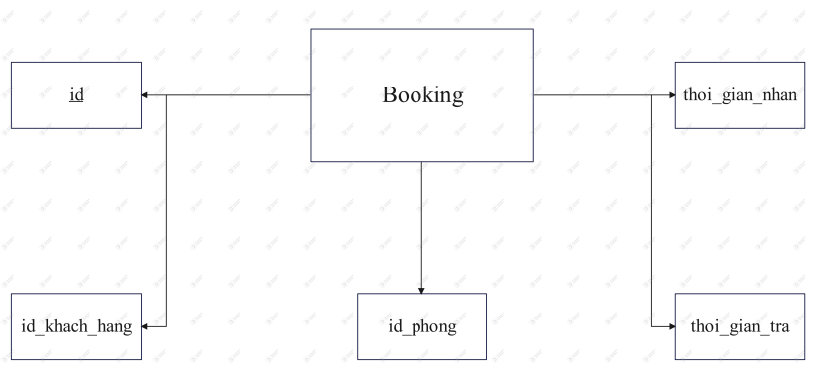 Booking
id
thoi_gian_nhan
id_khach_hang
id_phong
thoi_gian_tra